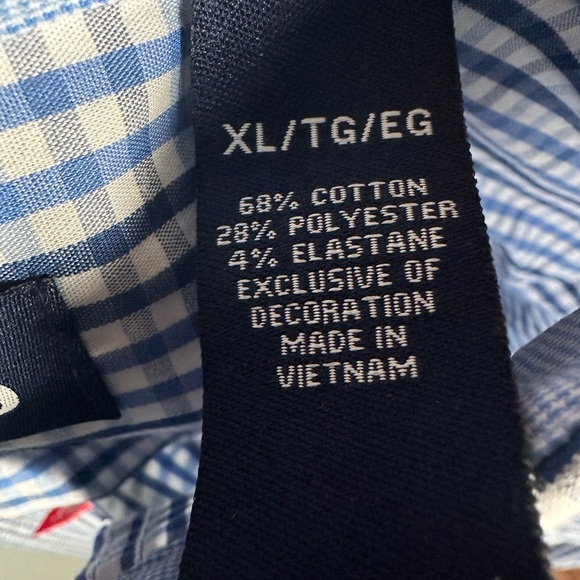 XL/TG/EG
68% COTTON
28% POLYESTER
4% ELASTANE
EXCLUSIVE OF
DECORATION
MADE IN
VIETNAM